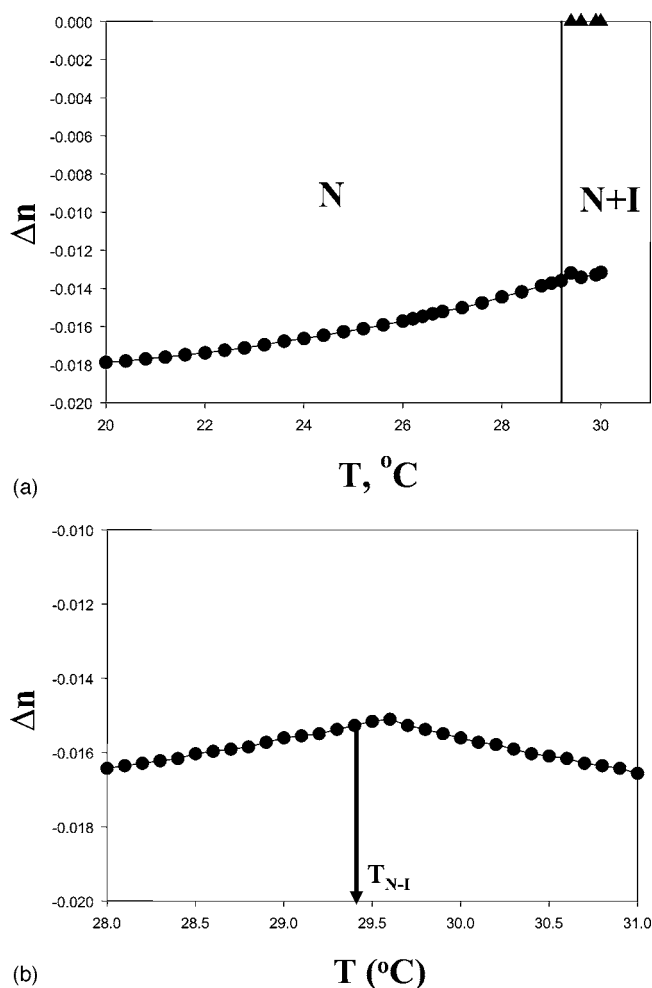 0.000
-0.002
-0.004
-0.006
-0.008
-0.010
-0.012
-0.014
-0.016
-0.018
-0.020
Δn
N
N+I
20 22 24 26 28 30
T, °C
(a)
-0.010
-0.012
-0.014
-0.016
-0.018
-0.020
Δn
T_N-I
28.0 28.5 29.0 29.5 30.0 30.5 31.0
T (°C)
(b)